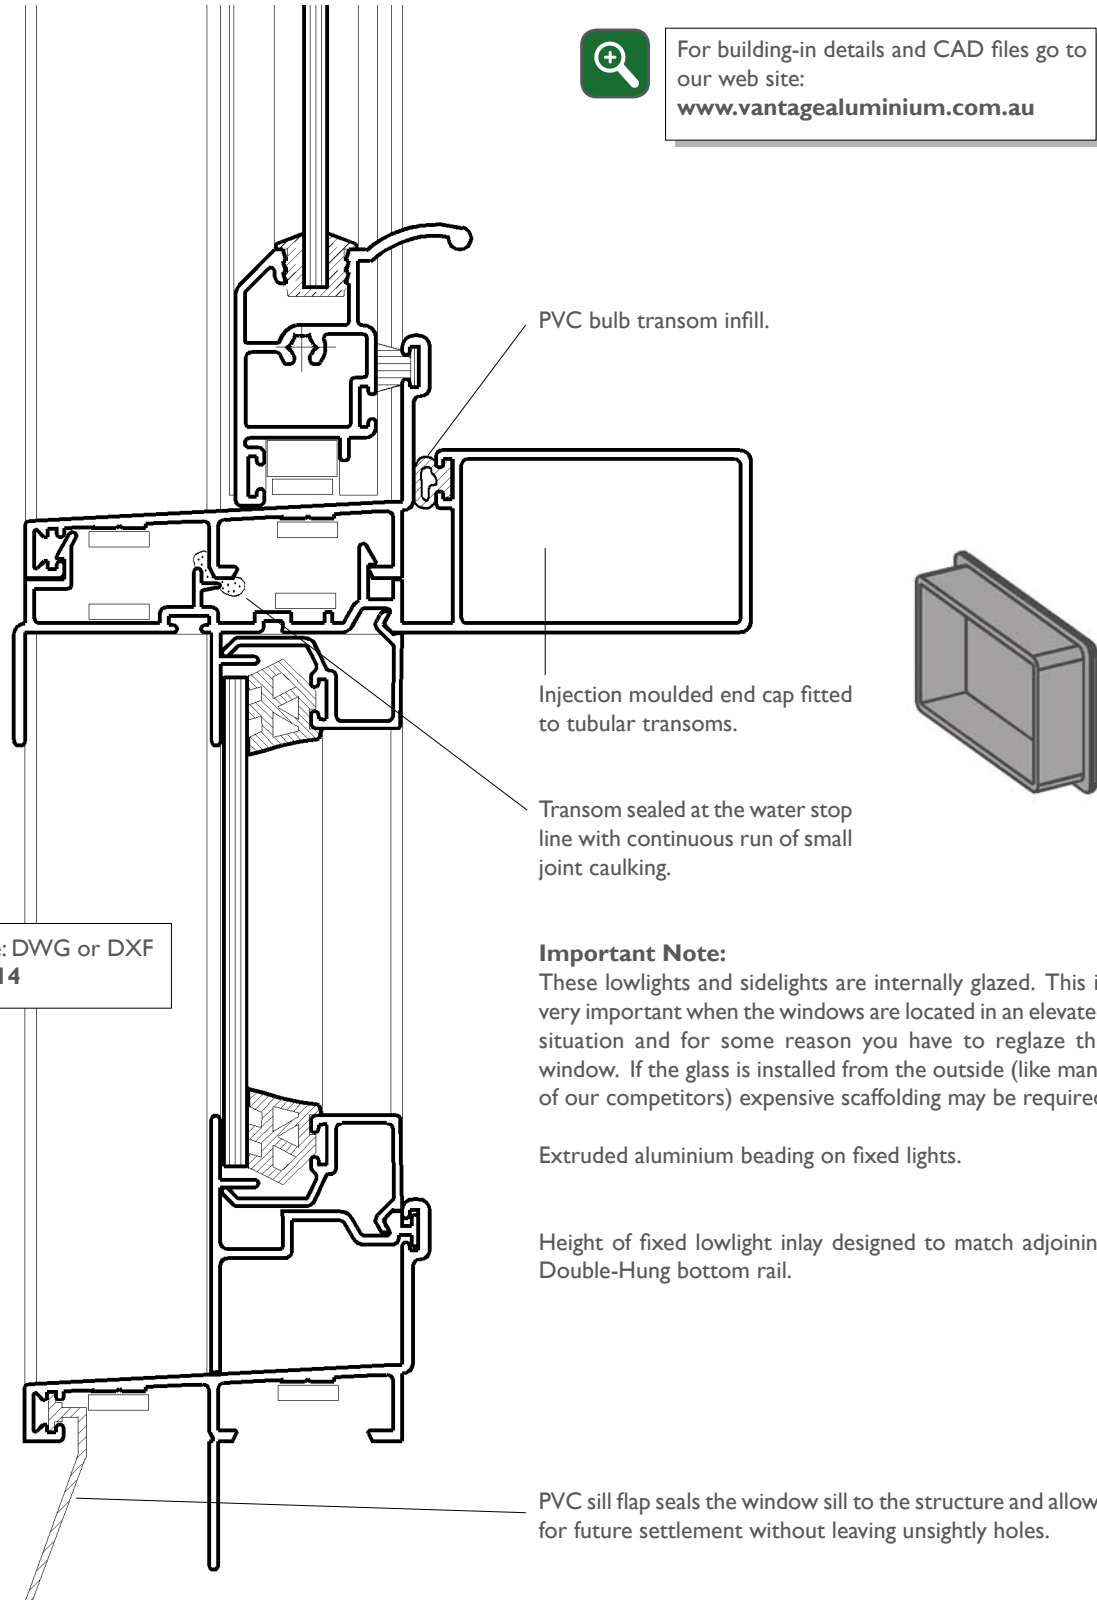 For building-in details and CAD files go to
our web site:
www.vantagealuminium.com.au
PVC bulb transom infill.
Injection moulded end cap fitted
to tubular transoms.
Transom sealed at the water stop
line with continuous run of small
joint caulking.
: DWG or DXF
14
Important Note:
These lowlights and sidelights are internally glazed. This i
very important when the windows are located in an elevate
situation and for some reason you have to reglaze th
window. If the glass is installed from the outside (like man
of our competitors) expensive scaffolding may be required
Extruded aluminium beading on fixed lights.
Height of fixed lowlight inlay designed to match adjoinin
Double-Hung bottom rail.
PVC sill flap seals the window sill to the structure and allow
for future settlement without leaving unsightly holes.